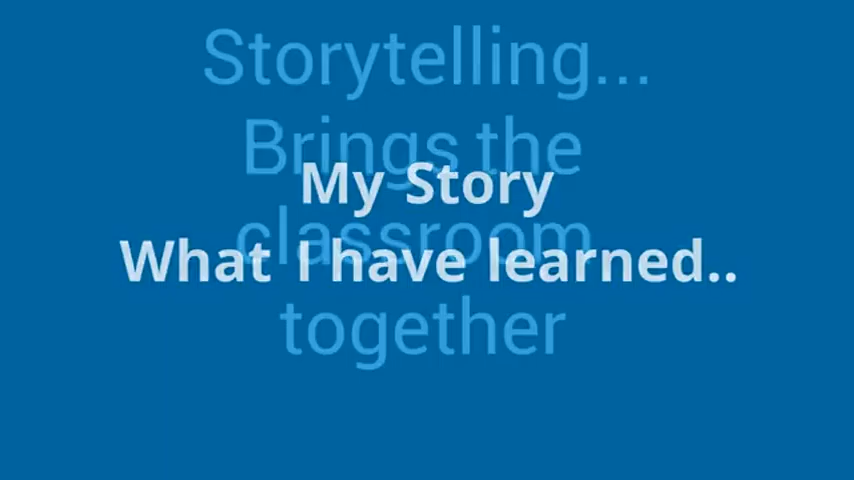 Storytelling...
Brings the
My Story
classroom
What I have learned..
together